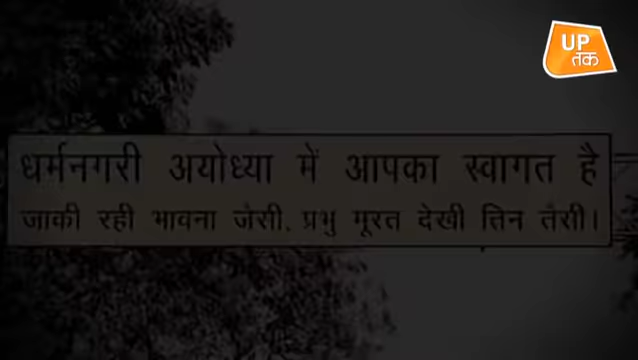 UP
तक
धर्मनगरी अयोध्या में आपका स्वागत है
जाकी रही भावना जैसी, प्रभु मूरत देखी तिन तैसी।